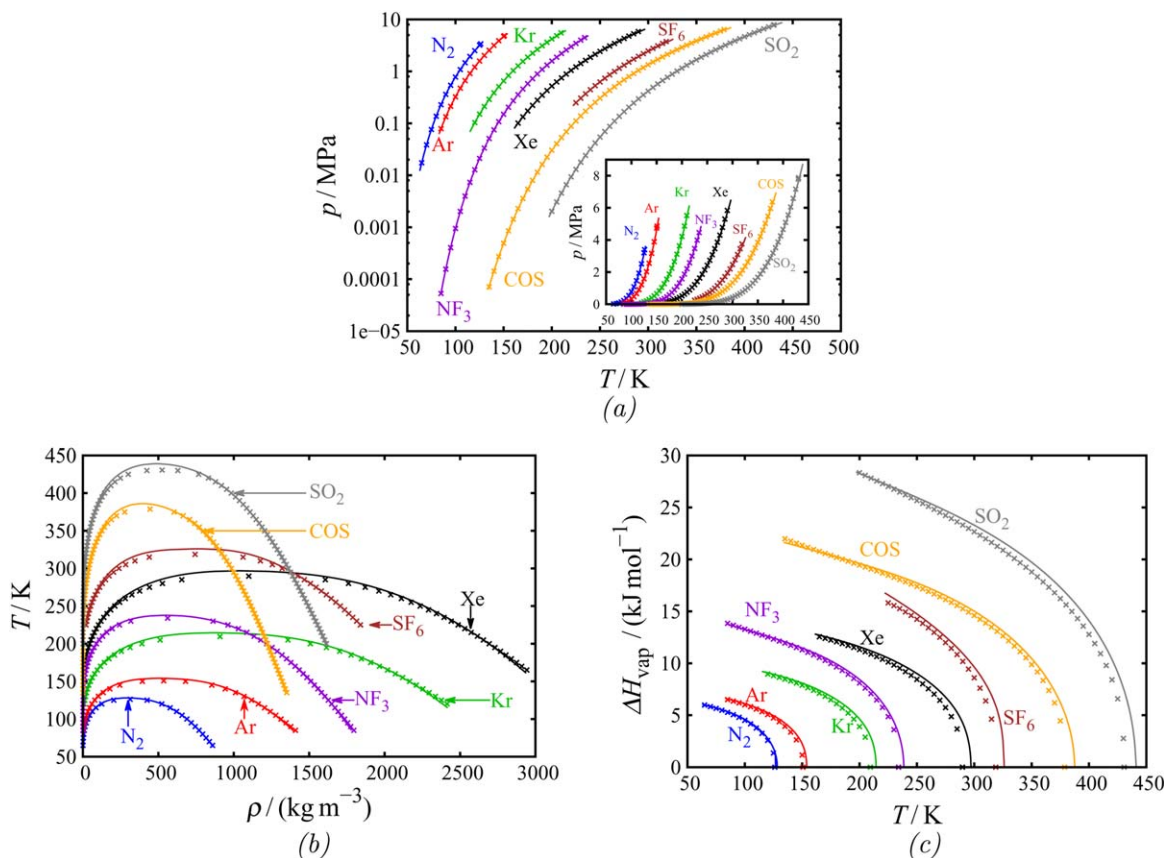 10
1
0.1
0.01
0.001
0.0001
1e−05
p / MPa
50 100 150 200 250 300 350 400 450 500
T / K
N2
Ar
Kr
NF3
Xe
SF6
COS
SO2
8
6
4
2
0
p / MPa
50 100 150 200 250 300 350 400 450
N2
Ar
Kr
NF3
Xe
SF6
COS
SO2
(a)
450
400
350
300
250
200
150
100
50
T / K
0 500 1000 1500 2000 2500 3000
ρ / (kg m−3)
SO2
COS
SF6
Xe
NF3
Kr
Ar
N2
(b)
30
25
20
15
10
5
0
ΔHvap / (kJ mol−1)
50 100 150 200 250 300 350 400 450
T / K
SO2
COS
NF3
Xe
SF6
Ar
Kr
N2
(c)